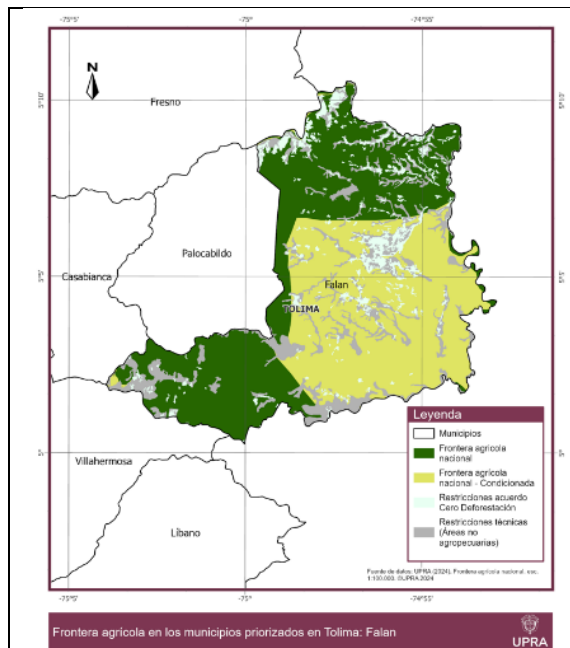 -75°5'
-75°
-74°55'
N
5°10'
5°10'
Fresno
Palocabildo
Casabianca
5°5'
5°5'
Falan
TOLIMA
5°
Villahermosa
Líbano
Leyenda
Municipios
Frontera agrícola
nacional
Frontera agrícola
nacional - Condicionada
Restricciones acuerdo
Cero Deforestación
Restricciones técnicas
(Áreas no
agropecuarias)
Fuente de datos: UPRA (2024). Frontera agrícola nacional, esc.
1:100.000. ©UPRA 2024
-75°5'
-75°
-74°55'
Frontera agrícola en los municipios priorizados en Tolima: Falan
UPRA